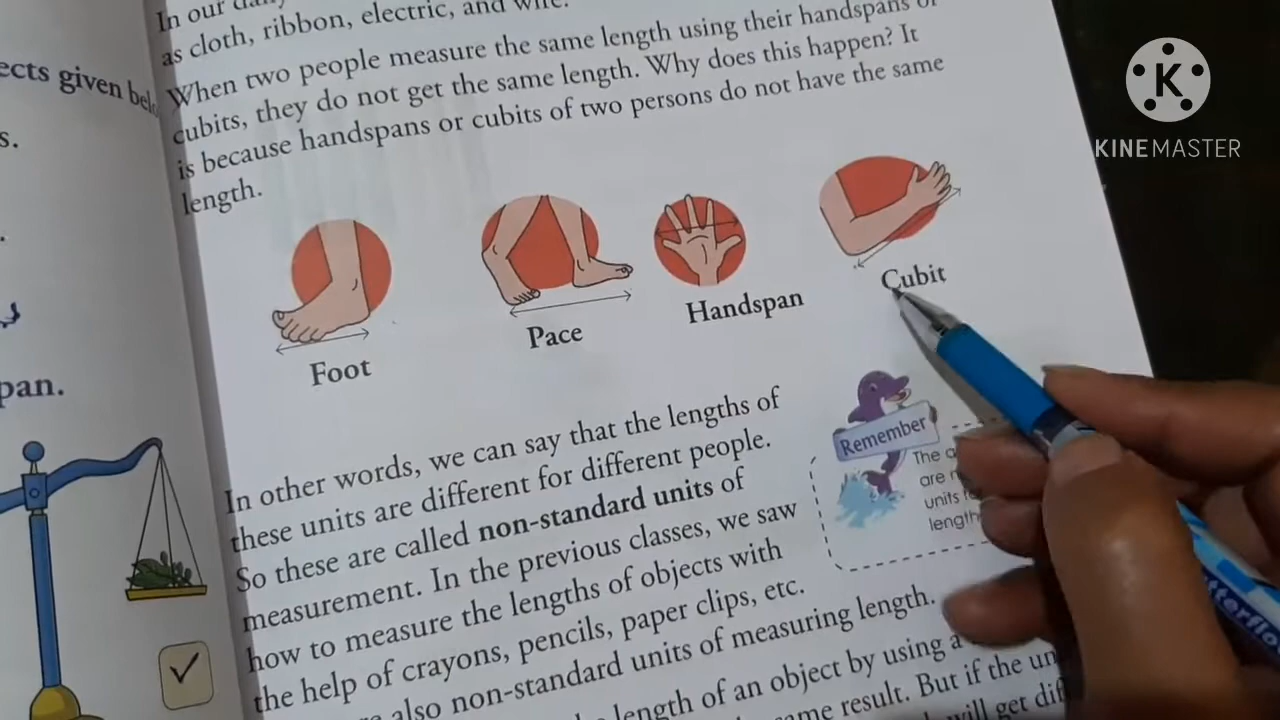 ects given belo
s.
pan.
In our daily
as cloth, ribbon, electric, and wire.
When two people measure the same length using their handspans or
cubits, they do not get the same length. Why does this happen? It
is because handspans or cubits of two persons do not have the same
length.
Foot
Pace
Handspan
Cubit
In other words, we can say that the lengths of
these units are different for different people.
So these are called non-standard units of
measurement. In the previous classes, we saw
how to measure the lengths of objects with
the help of crayons, pencils, paper clips, etc.
also non-standard units of measuring length.
length of an object by using a
same result. But if the un
will get dif
Remember
The a
are n
units
length
KINEMASTER